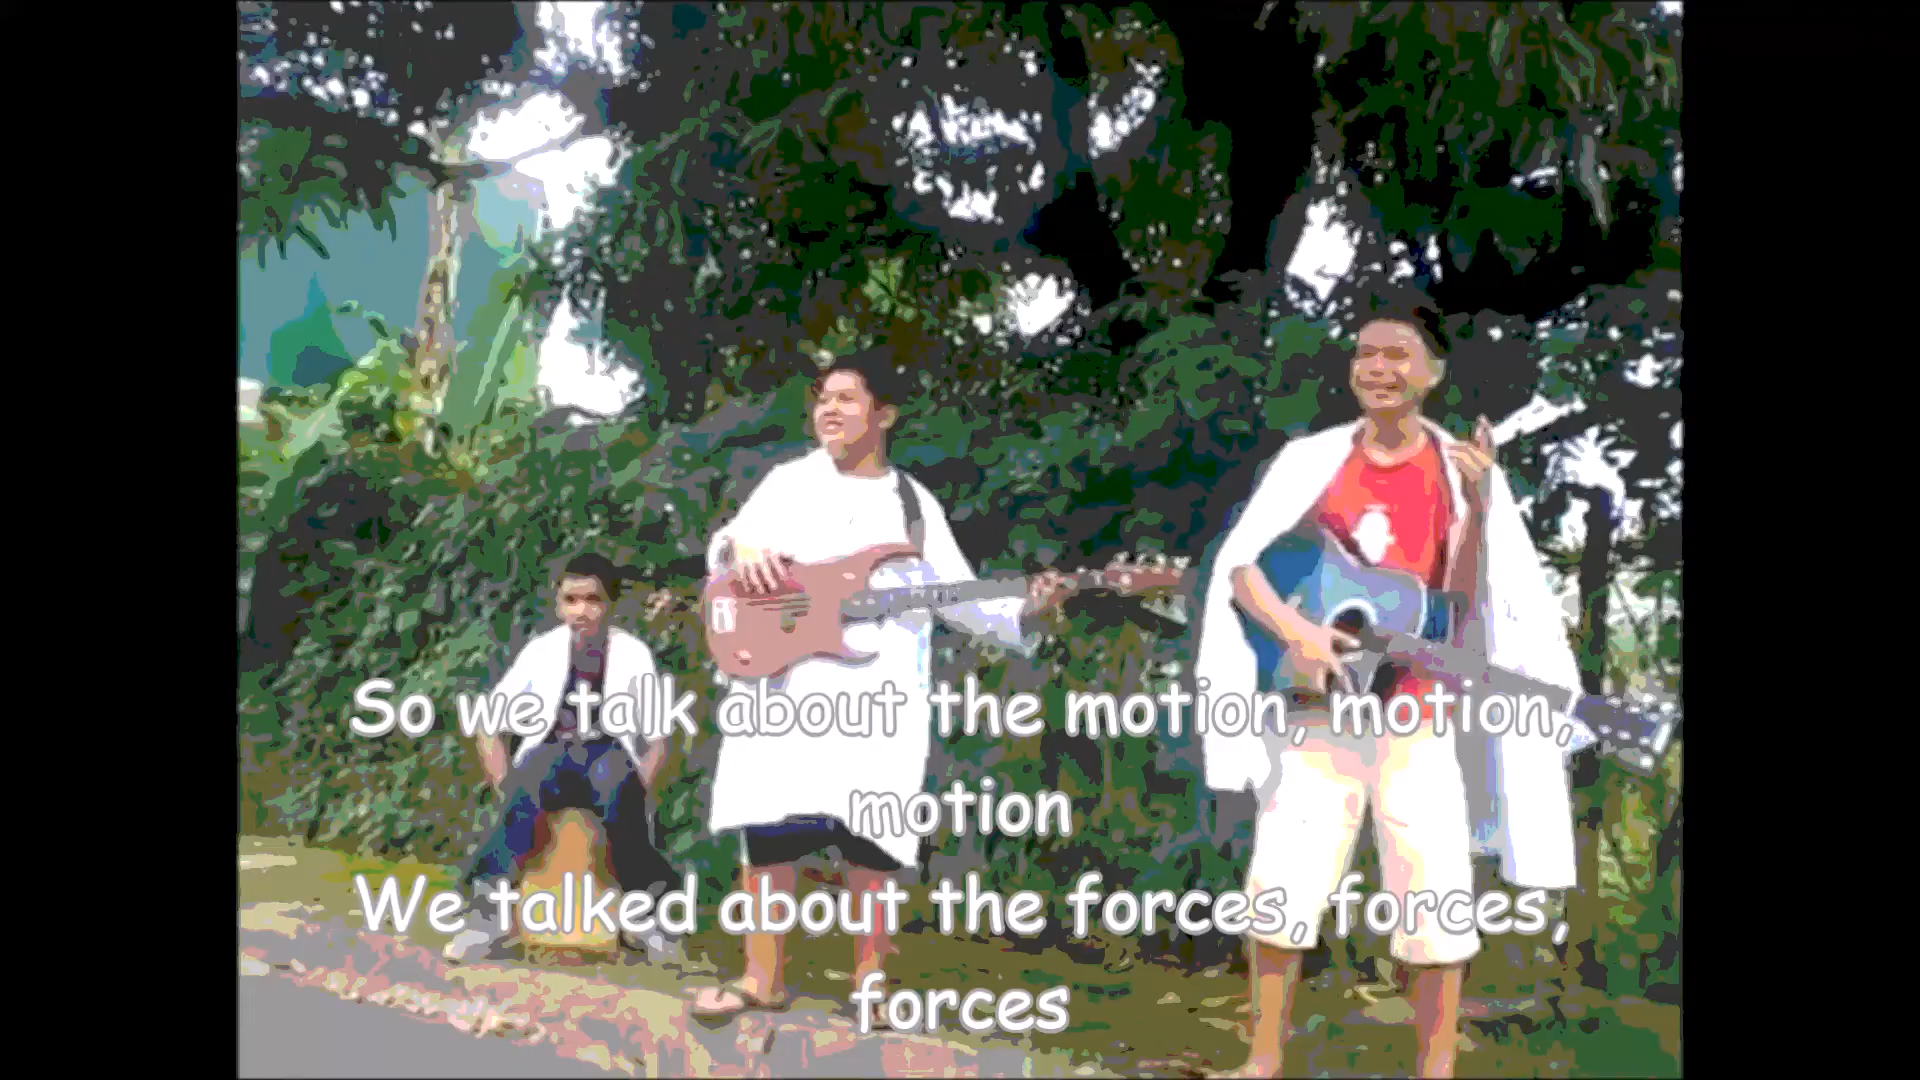 So we talk about the motion, motion,
motion
We talked about the forces, forces,
forces